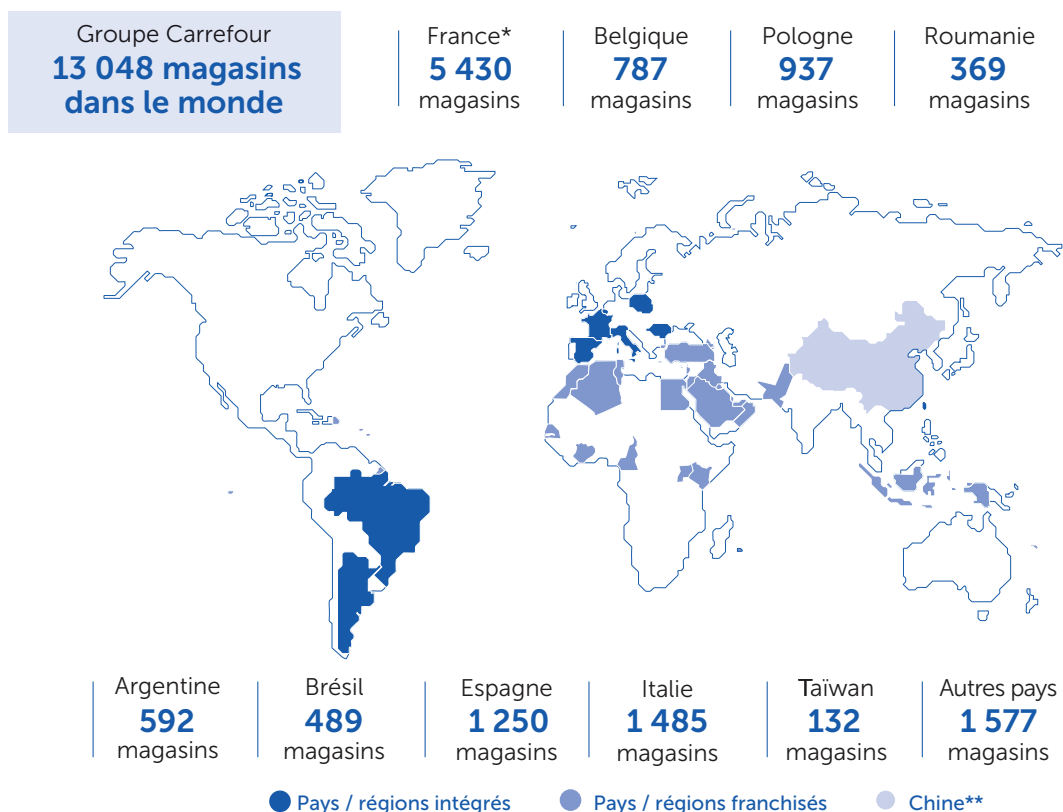 Groupe Carrefour
13 048 magasins
dans le monde
France*
5 430
magasins
Belgique
787
magasins
Pologne
937
magasins
Roumanie
369
magasins
Argentine
592
magasins
Brésil
489
magasins
Espagne
1 250
magasins
Italie
1 485
magasins
Taïwan
132
magasins
Autres pays
1 577
magasins
Pays / régions intégrés
Pays / régions franchisés
Chine**